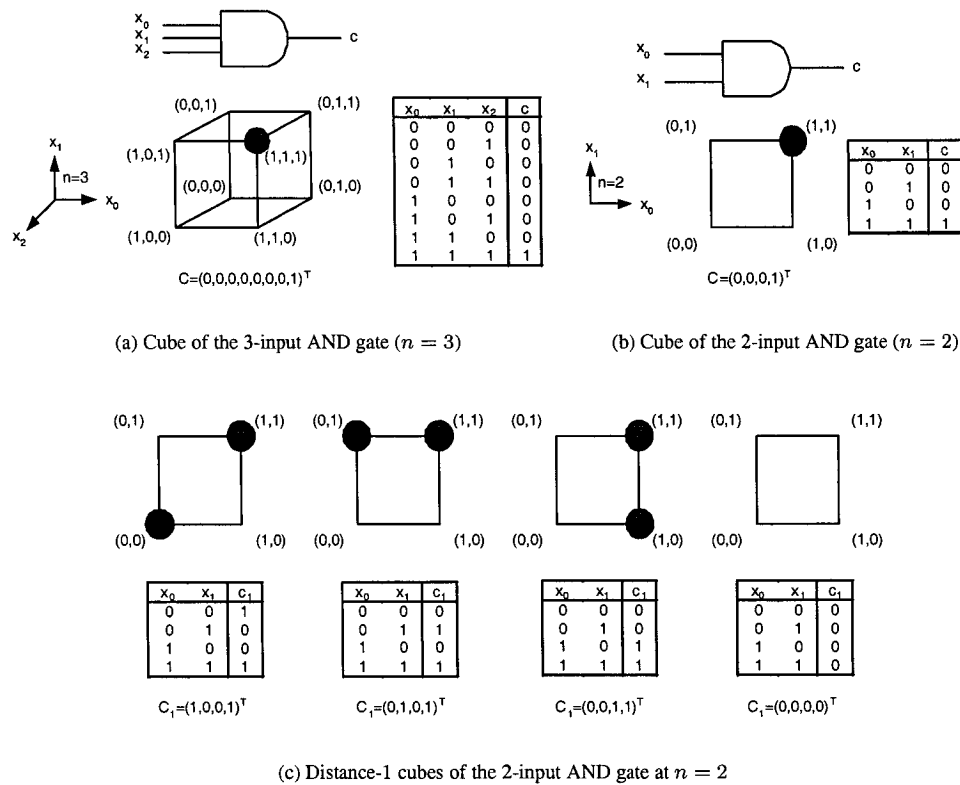 x₀
x₁
x₂
c
(0,0,1)
(0,1,1)
(1,0,1)
(1,1,1)
(0,0,0)
(0,1,0)
(1,0,0)
(1,1,0)
x₁
n=3
x₀
x₂
C=(0,0,0,0,0,0,0,1)ᵀ
x₀ x₁ x₂ c
0 0 0 0
0 0 1 0
0 1 0 0
0 1 1 0
1 0 0 0
1 0 1 0
1 1 0 0
1 1 1 1
(a) Cube of the 3-input AND gate (n = 3)
x₀
x₁
c
(0,1)
(1,1)
x₁
n=2
x₀
(0,0)
(1,0)
C=(0,0,0,1)ᵀ
x₀ x₁ c
0 0 0
0 1 0
1 0 0
1 1 1
(b) Cube of the 2-input AND gate (n = 2)
(0,1) (1,1)
(0,0) (1,0)
x₀ x₁ c₁
0 0 1
0 1 0
1 0 0
1 1 1
C₁=(1,0,0,1)ᵀ
(0,1) (1,1)
(0,0) (1,0)
x₀ x₁ c₁
0 0 0
0 1 1
1 0 0
1 1 1
C₁=(0,1,0,1)ᵀ
(0,1) (1,1)
(0,0) (1,0)
x₀ x₁ c₁
0 0 0
0 1 0
1 0 1
1 1 1
C₁=(0,0,1,1)ᵀ
(0,1) (1,1)
(0,0) (1,0)
x₀ x₁ c₁
0 0 0
0 1 0
1 0 0
1 1 0
C₁=(0,0,0,0)ᵀ
(c) Distance-1 cubes of the 2-input AND gate at n = 2